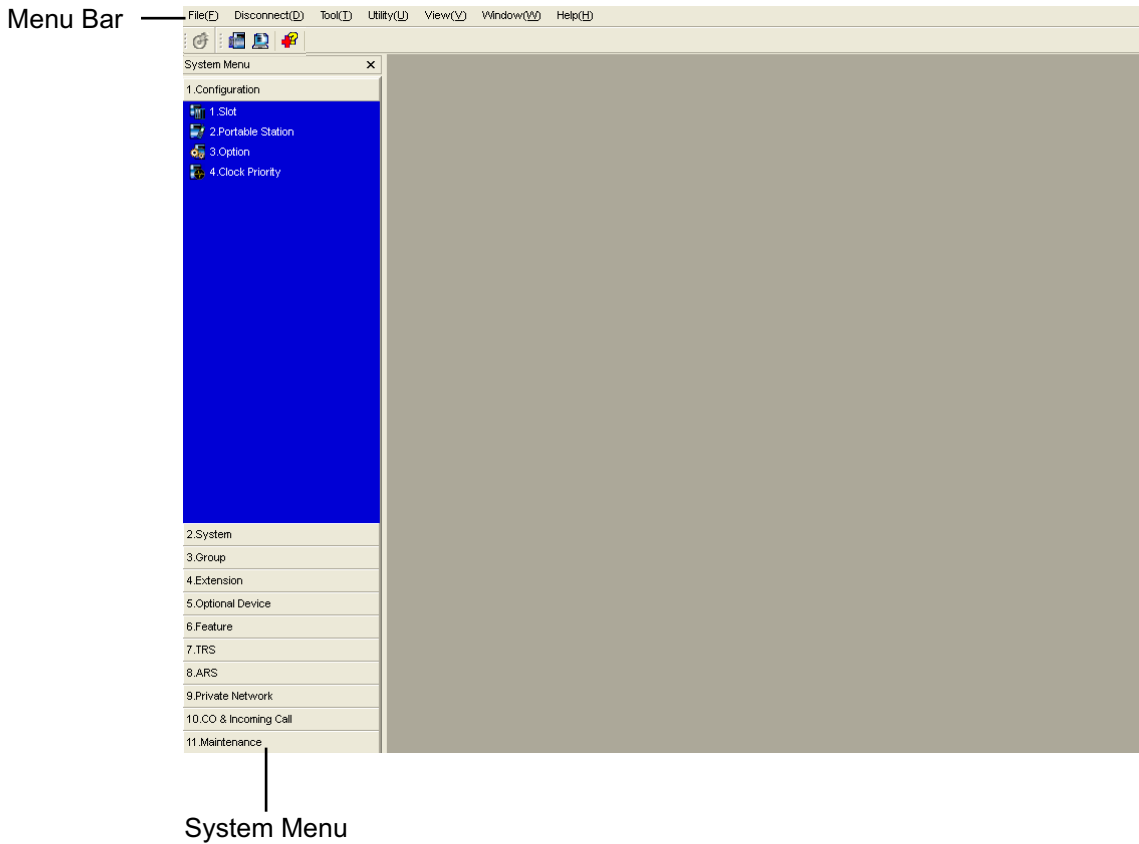 Menu Bar
File(F) Disconnect(D) Tool(T) Utility(U) View(V) Window(W) Help(H)
System Menu
1.Configuration
1.Slot
2.Portable Station
3.Option
4.Clock Priority
2.System
3.Group
4.Extension
5.Optional Device
6.Feature
7.TRS
8.ARS
9.Private Network
10.CO & Incoming Call
11.Maintenance
System Menu